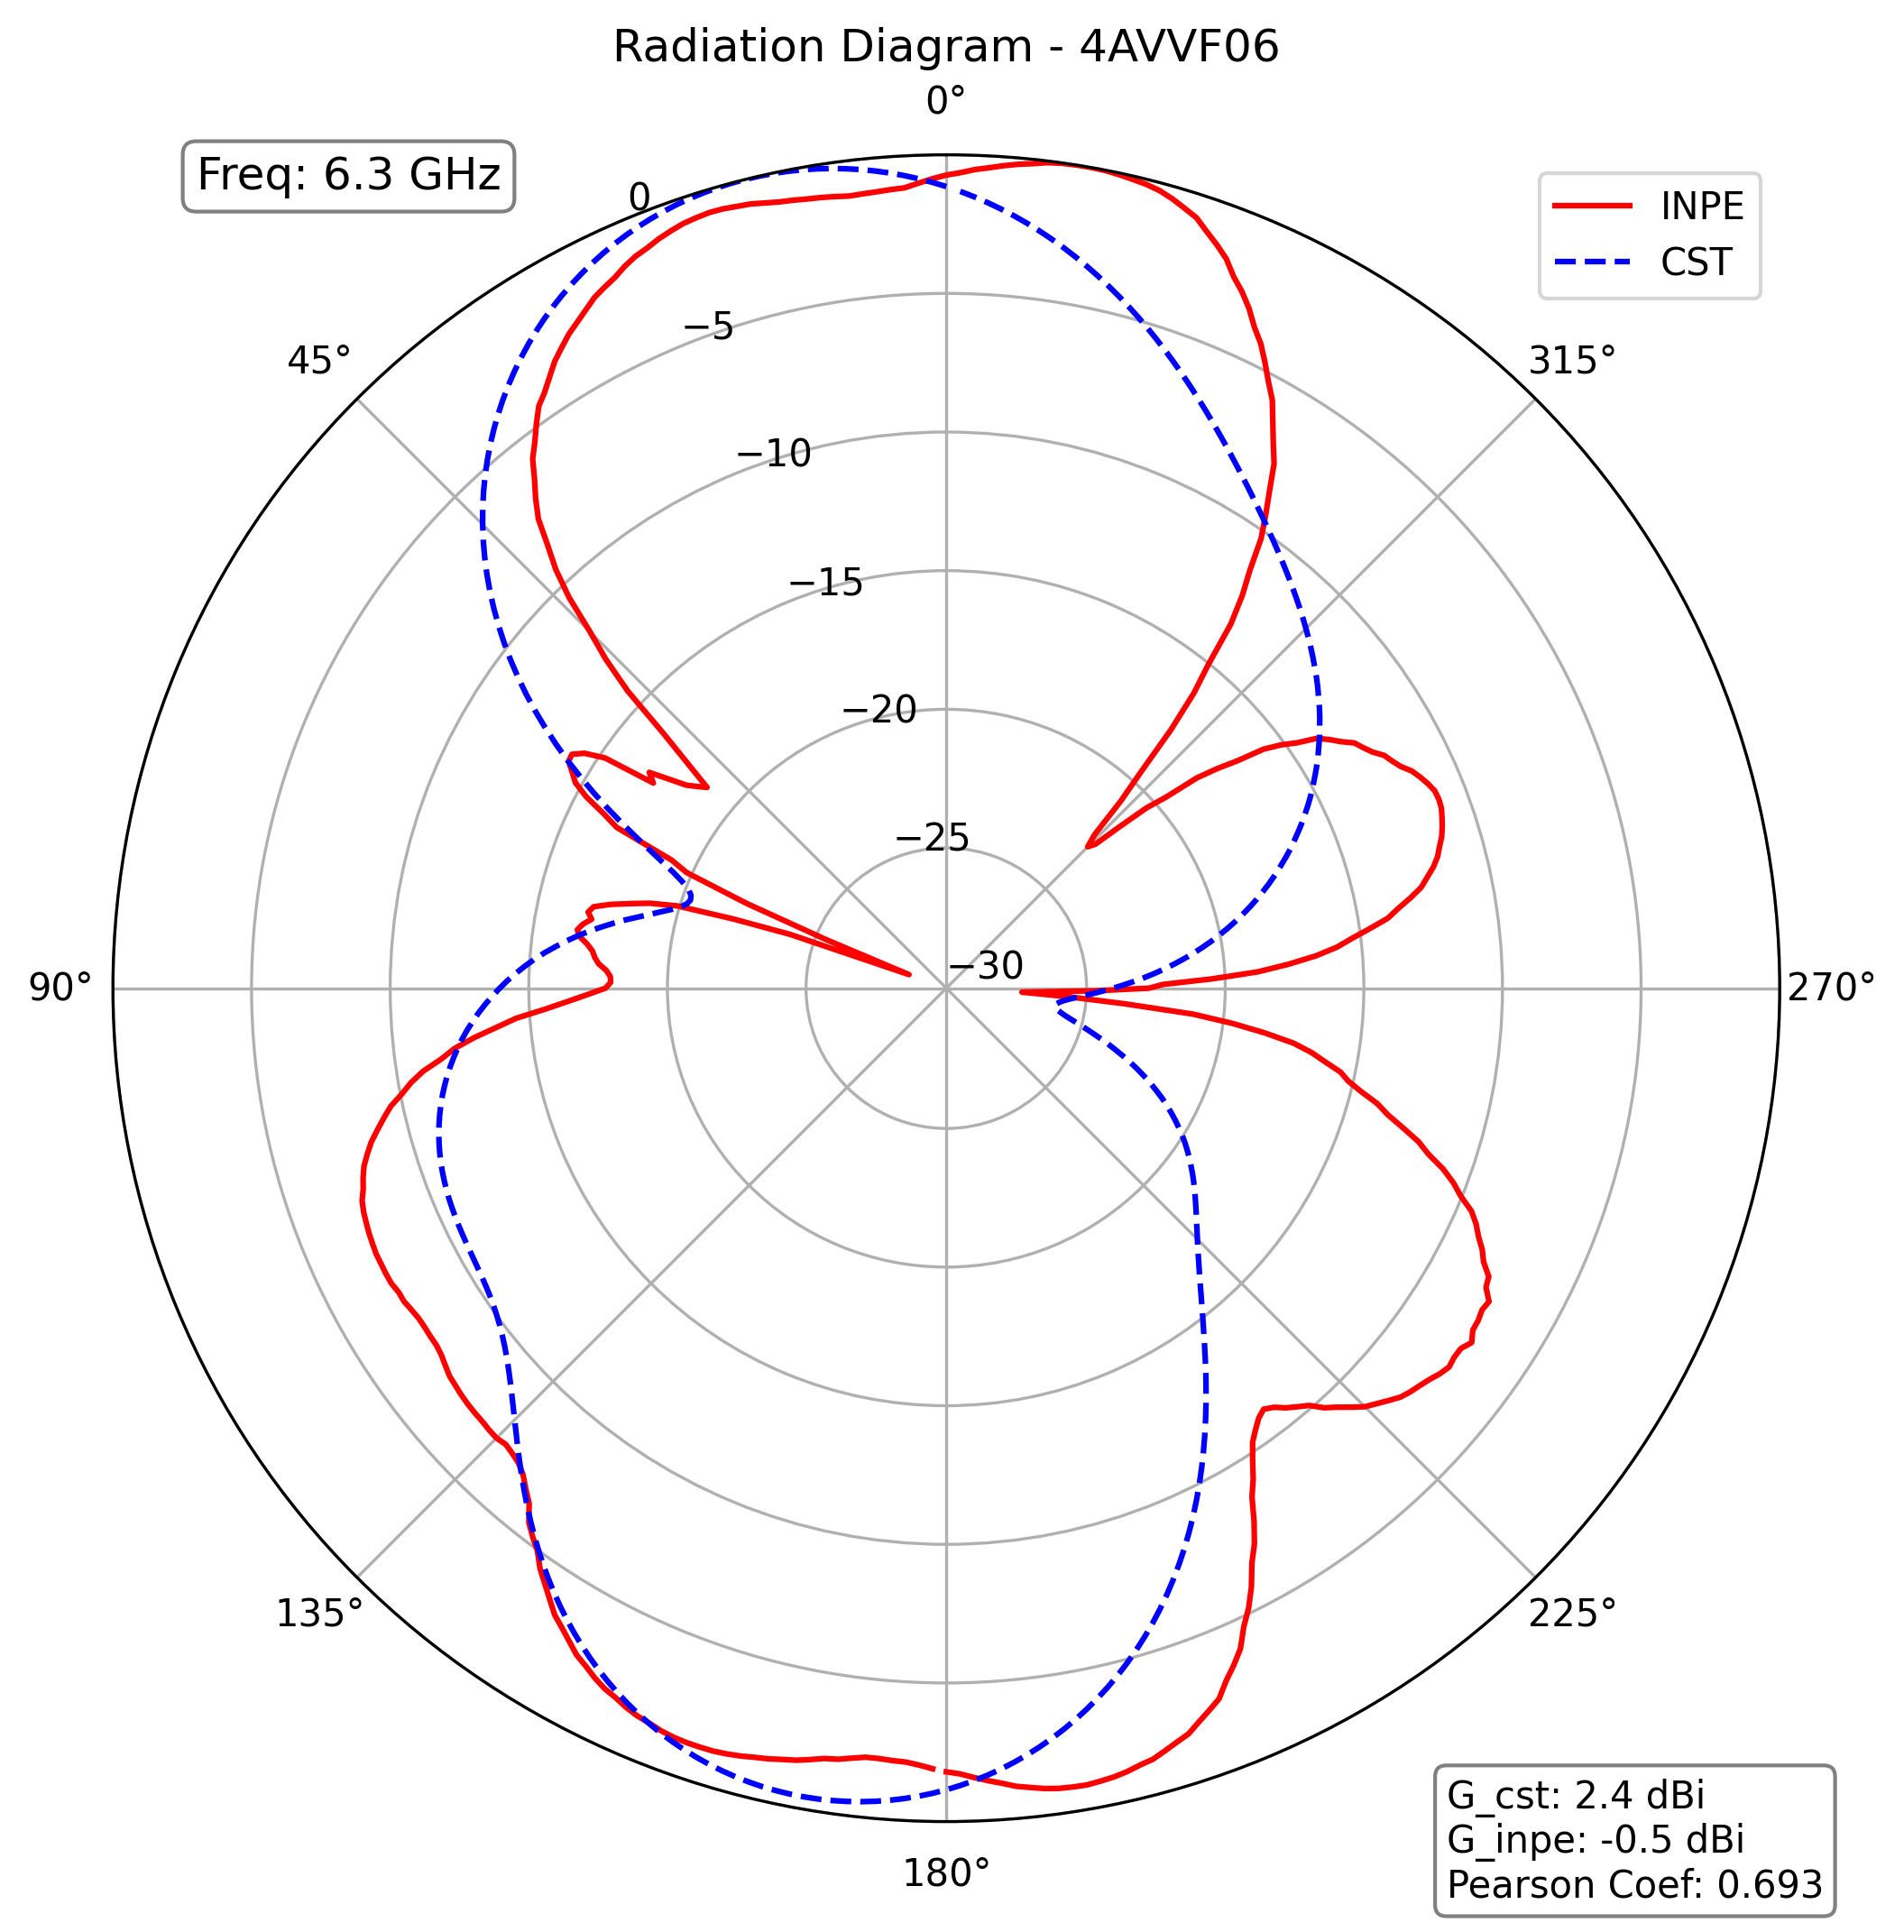 Radiation Diagram - 4AVVF06
0°
Freq: 6.3 GHz
0
INPE
CST
−5
45°
315°
−10
−15
−20
−25
−30
90°
270°
135°
225°
180°
G_cst: 2.4 dBi
G_inpe: -0.5 dBi
Pearson Coef: 0.693